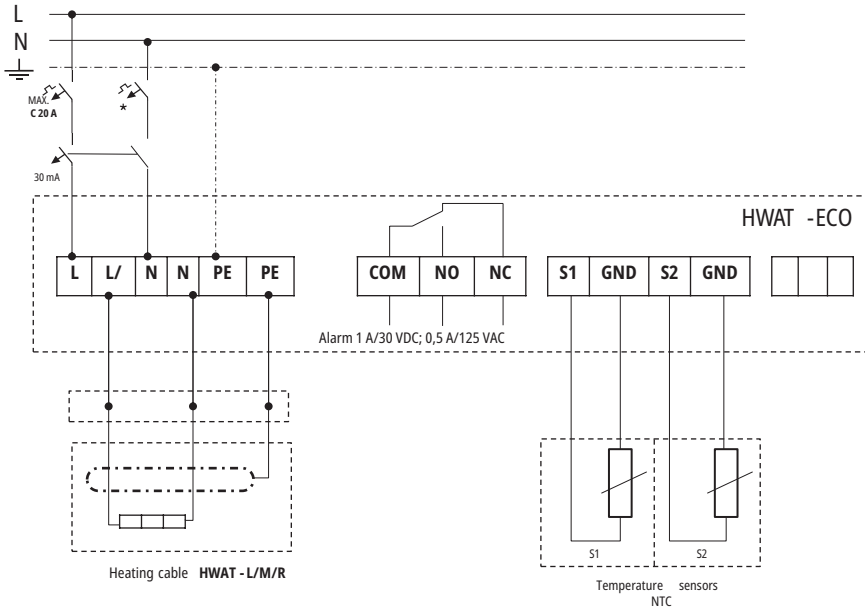 L
N
MAX.
C 20 A
*
30 mA
HWAT -ECO
L L/ N N PE PE
COM NO NC
S1 GND S2 GND
Alarm 1 A/30 VDC; 0,5 A/125 VAC
S1 S2
Heating cable HWAT - L/M/R
Temperature sensors
NTC